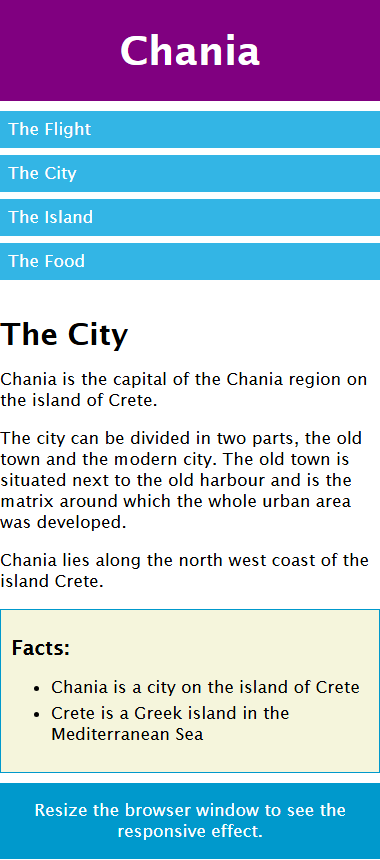 Chania
The Flight
The City
The Island
The Food
The City
Chania is the capital of the Chania region on
the island of Crete.
The city can be divided in two parts, the old
town and the modern city. The old town is
situated next to the old harbour and is the
matrix around which the whole urban area
was developed.
Chania lies along the north west coast of the
island Crete.
Facts:
• Chania is a city on the island of Crete
• Crete is a Greek island in the
Mediterranean Sea
Resize the browser window to see the
responsive effect.